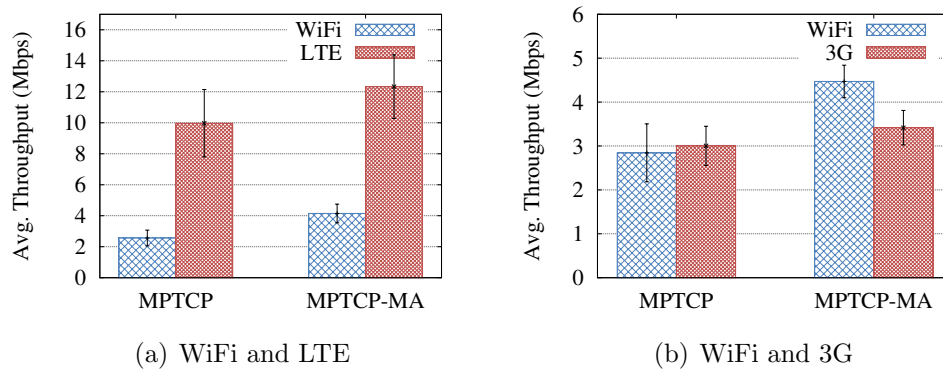 Avg. Throughput (Mbps)
16
14
12
10
8
6
4
2
0
WiFi
LTE
MPTCP
MPTCP-MA
(a) WiFi and LTE
Avg. Throughput (Mbps)
6
5
4
3
2
1
0
WiFi
3G
MPTCP
MPTCP-MA
(b) WiFi and 3G